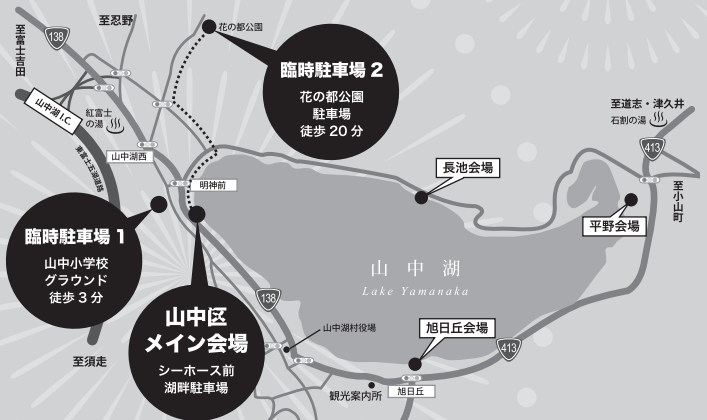 至忍野
花の都公園
138
至富士吉田
臨時駐車場 2
花の都公園
駐車場
徒歩 20 分
山中湖 I.C
紅富士
の湯
東富士五湖道路
山中湖西
明神前
至道志・津久井
石割の湯
413
至小山町
長池会場
平野会場
臨時駐車場 1
山中小学校
グラウンド
徒歩 3 分
山中湖
Lake Yamanaka
138
山中区
メイン会場
シーホース前
湖畔駐車場
山中湖村役場
旭日丘会場
413
至須走
観光案内所
旭日丘